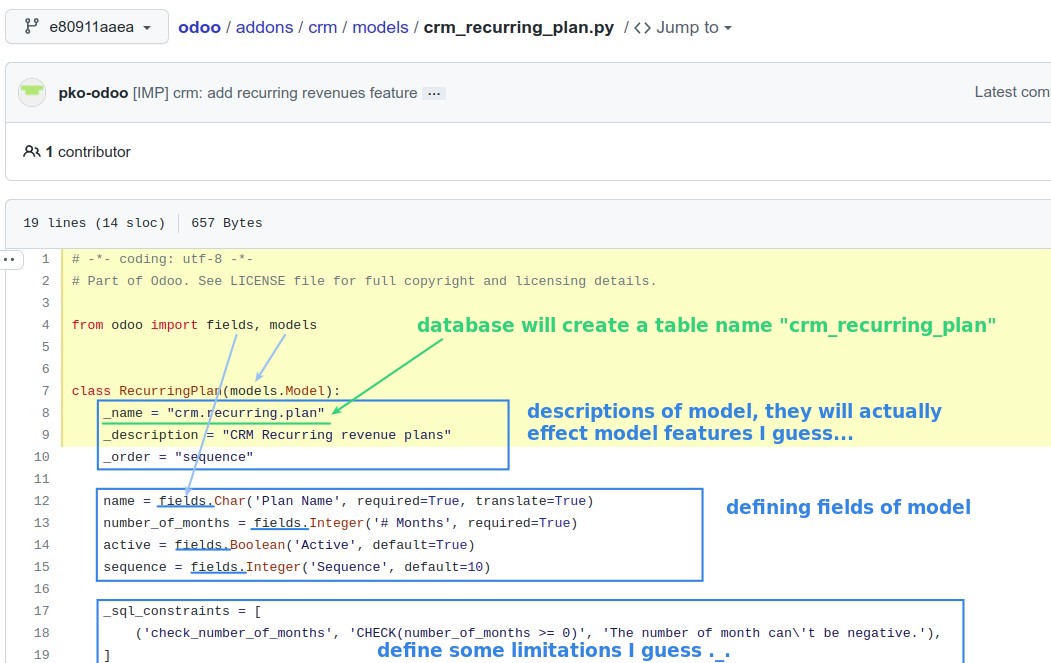 e80911aaea
odoo / addons / crm / models / crm_recurring_plan.py / <> Jump to
pko-odoo [IMP] crm: add recurring revenues feature ...
Latest com
1 contributor
19 lines (14 sloc) 657 Bytes
1 # -*- coding: utf-8 -*-
2 # Part of Odoo. See LICENSE file for full copyright and licensing details.
3
4 from odoo import fields, models
database will create a table name "crm_recurring_plan"
5
6
7 class RecurringPlan(models.Model):
8 _name = "crm.recurring.plan"
9 _description = "CRM Recurring revenue plans"
10 _order = "sequence"
descriptions of model, they will actually
effect model features I guess...
11
12 name = fields.Char('Plan Name', required=True, translate=True)
13 number_of_months = fields.Integer('# Months', required=True)
14 active = fields.Boolean('Active', default=True)
15 sequence = fields.Integer('Sequence', default=10)
defining fields of model
16
17 _sql_constraints = [
18 ('check_number_of_months', 'CHECK(number_of_months >= 0)', 'The number of month can\'t be negative.'),
19 ]
define some limitations I guess ._.